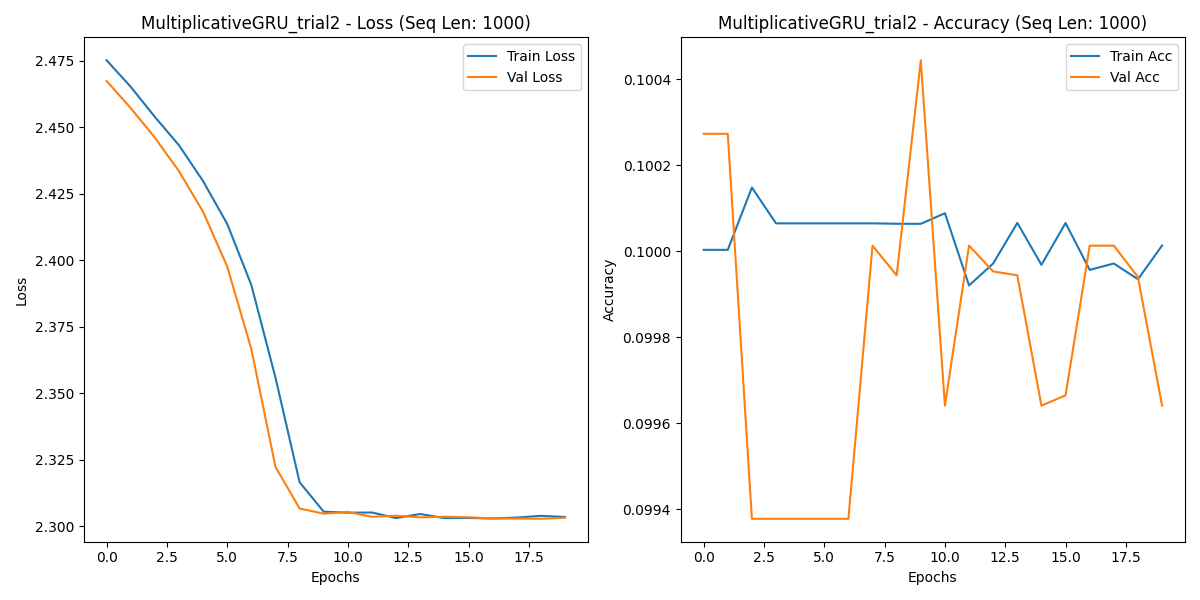 MultiplicativeGRU_trial2 - Loss (Seq Len: 1000)
Train Loss
Val Loss
2.475
2.450
2.425
2.400
2.375
2.350
2.325
2.300
Loss
0.0 2.5 5.0 7.5 10.0 12.5 15.0 17.5
Epochs
MultiplicativeGRU_trial2 - Accuracy (Seq Len: 1000)
Train Acc
Val Acc
0.1004
0.1002
0.1000
0.0998
0.0996
0.0994
Accuracy
0.0 2.5 5.0 7.5 10.0 12.5 15.0 17.5
Epochs